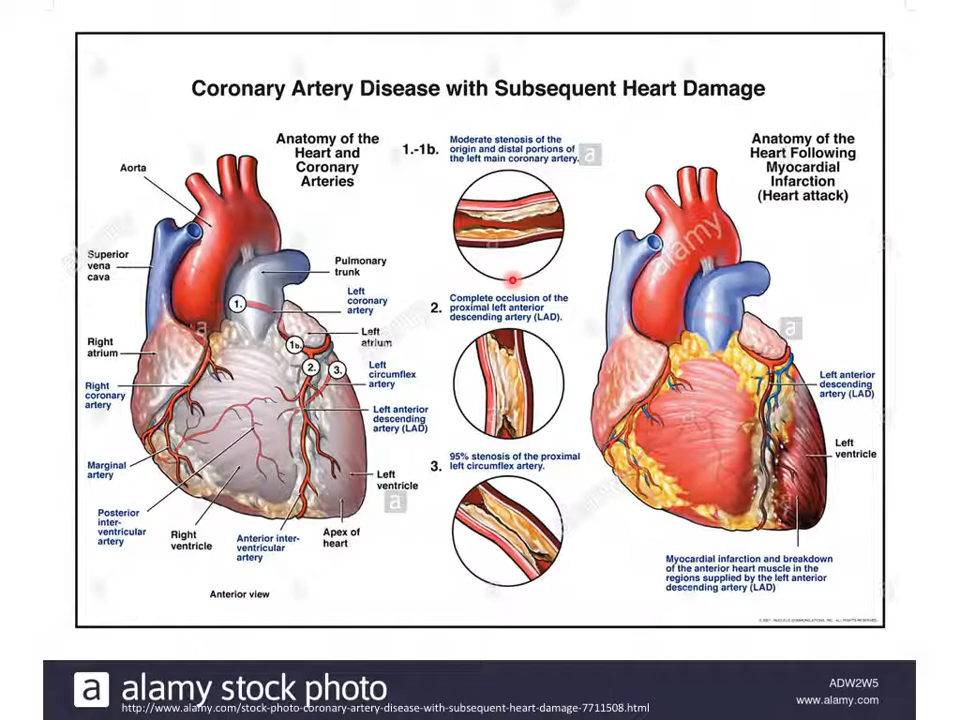 Coronary Artery Disease with Subsequent Heart Damage
Anatomy of the
Heart and
Coronary
Arteries
Aorta
Superior
vena
cava
Right
atrium
Right
coronary
artery
Marginal
artery
Posterior
inter-
ventricular
artery
Right
ventricle
Anterior inter-
ventricular
artery
Apex of
heart
Left
ventricle
Left anterior
descending
artery (LAD)
Left
circumflex
artery
Left
atrium
Left
coronary
artery
Pulmonary
trunk
1.
1b.
2.
3.
Anterior view
1.-1b.
Moderate stenosis of the
origin and distal portions of
the left main coronary artery.
2.
Complete occlusion of the
proximal left anterior
descending artery (LAD).
3.
95% stenosis of the proximal
left circumflex artery.
Anatomy of the
Heart Following
Myocardial
Infarction
(Heart attack)
Left anterior
descending
artery (LAD)
Left
ventricle
Myocardial infarction and breakdown
of the anterior heart muscle in the
regions supplied by the left anterior
descending artery (LAD)
a
a
a
a
alamy
a alamy stock photo
http://www.alamy.com/stock-photo-coronary-artery-disease-with-subsequent-heart-damage-7711508.html
ADW2W5
www.alamy.com